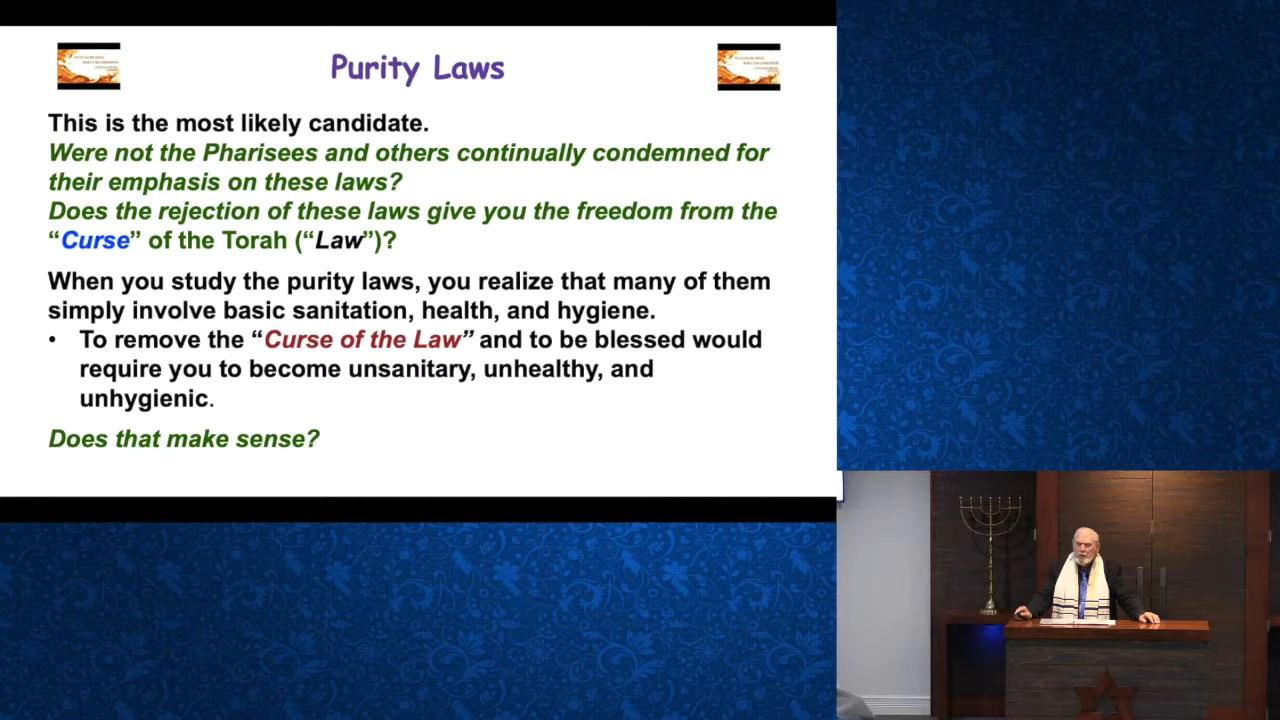 Purity Laws
This is the most likely candidate.
Were not the Pharisees and others continually condemned for
their emphasis on these laws?
Does the rejection of these laws give you the freedom from the
“Curse” of the Torah (“Law”)?
When you study the purity laws, you realize that many of them
simply involve basic sanitation, health, and hygiene.
• To remove the “Curse of the Law” and to be blessed would
require you to become unsanitary, unhealthy, and
unhygienic.
Does that make sense?